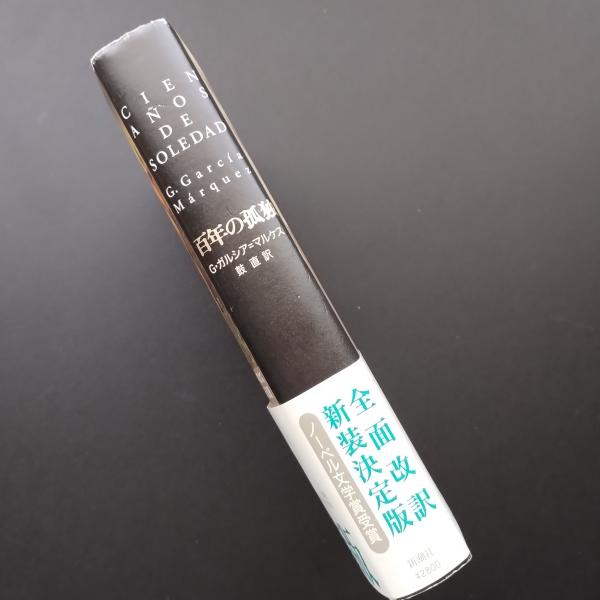 CIEN
AÑOS
DE
SOLEDAD
G. García
Márquez
百年の孤独
G・ガルシア=マルケス
鼓 直 訳
全面改訳
新装決定版
ノーベル文学賞受賞
新潮社
¥2800